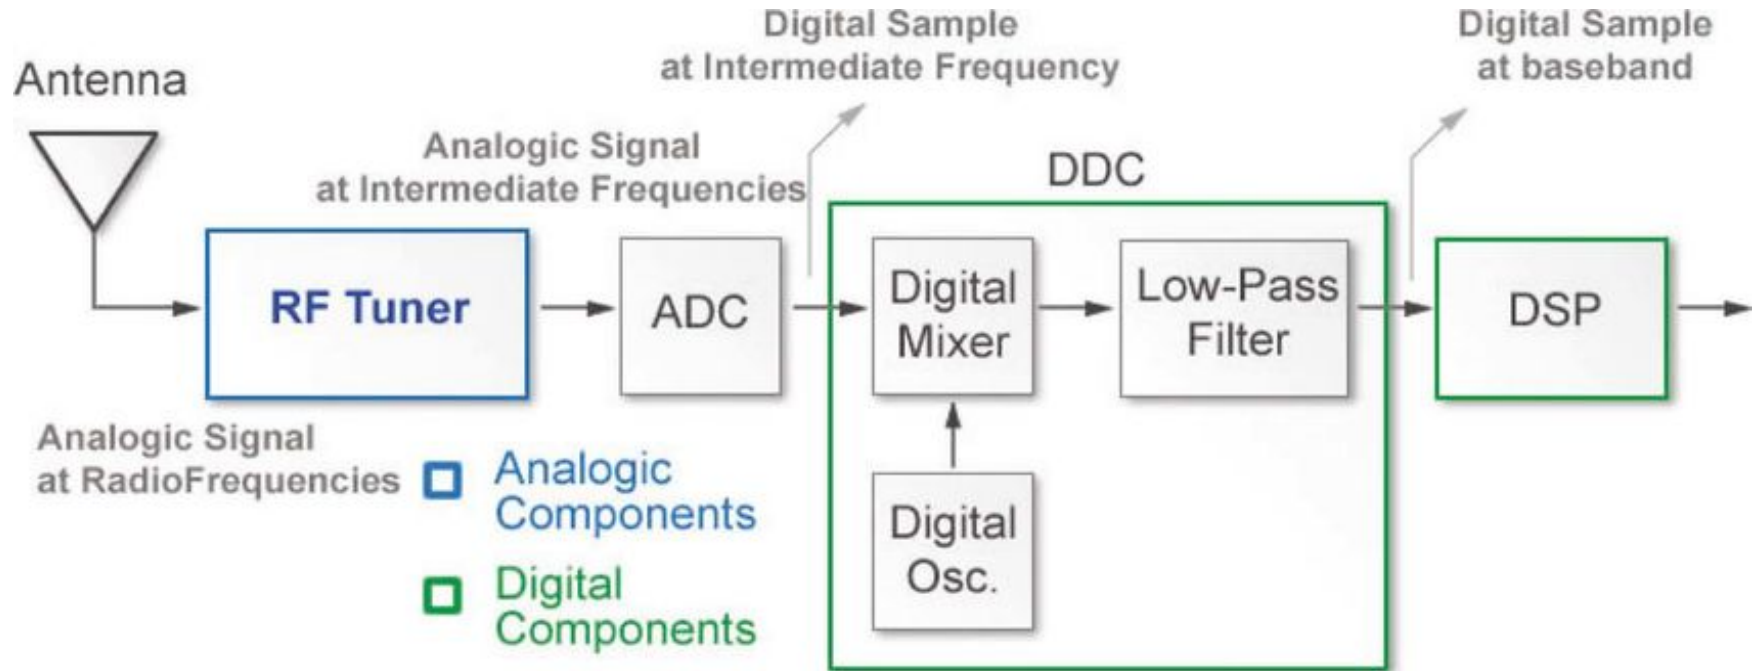 Digital Sample
at Intermediate Frequency
Digital Sample
at baseband
Antenna
Analogic Signal
at Intermediate Frequencies
DDC
RF Tuner
ADC
Digital
Mixer
Low-Pass
Filter
DSP
Analogic Signal
at RadioFrequencies
Analogic
Components
Digital
Osc.
Digital
Components